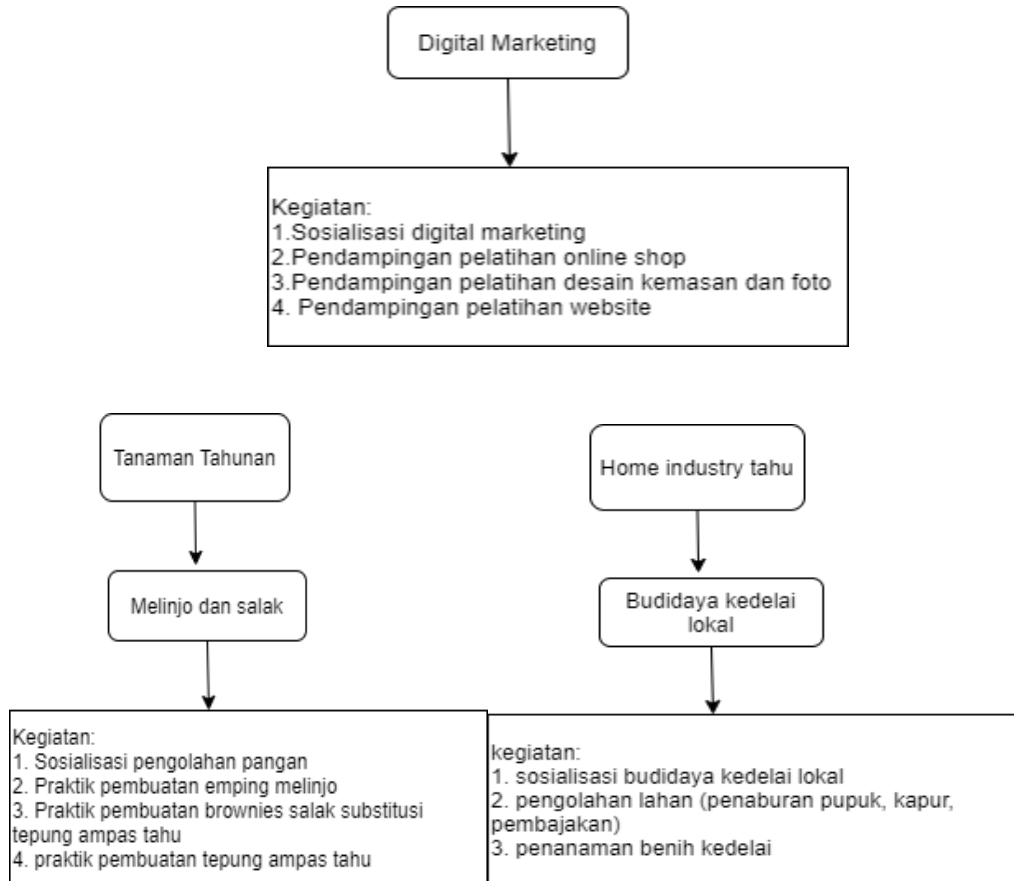 Digital Marketing
Kegiatan:
1.Sosialisasi digital marketing
2.Pendampingan pelatihan online shop
3.Pendampingan pelatihan desain kemasan dan foto
4. Pendampingan pelatihan website
Tanaman Tahunan
Melinjo dan salak
Kegiatan:
1. Sosialisasi pengolahan pangan
2. Praktik pembuatan emping melinjo
3. Praktik pembuatan brownies salak substitusi
tepung ampas tahu
4. praktik pembuatan tepung ampas tahu
Home industry tahu
Budidaya kedelai
lokal
kegiatan:
1. sosialisasi budidaya kedelai lokal
2. pengolahan lahan (penaburan pupuk, kapur,
pembajakan)
3. penanaman benih kedelai